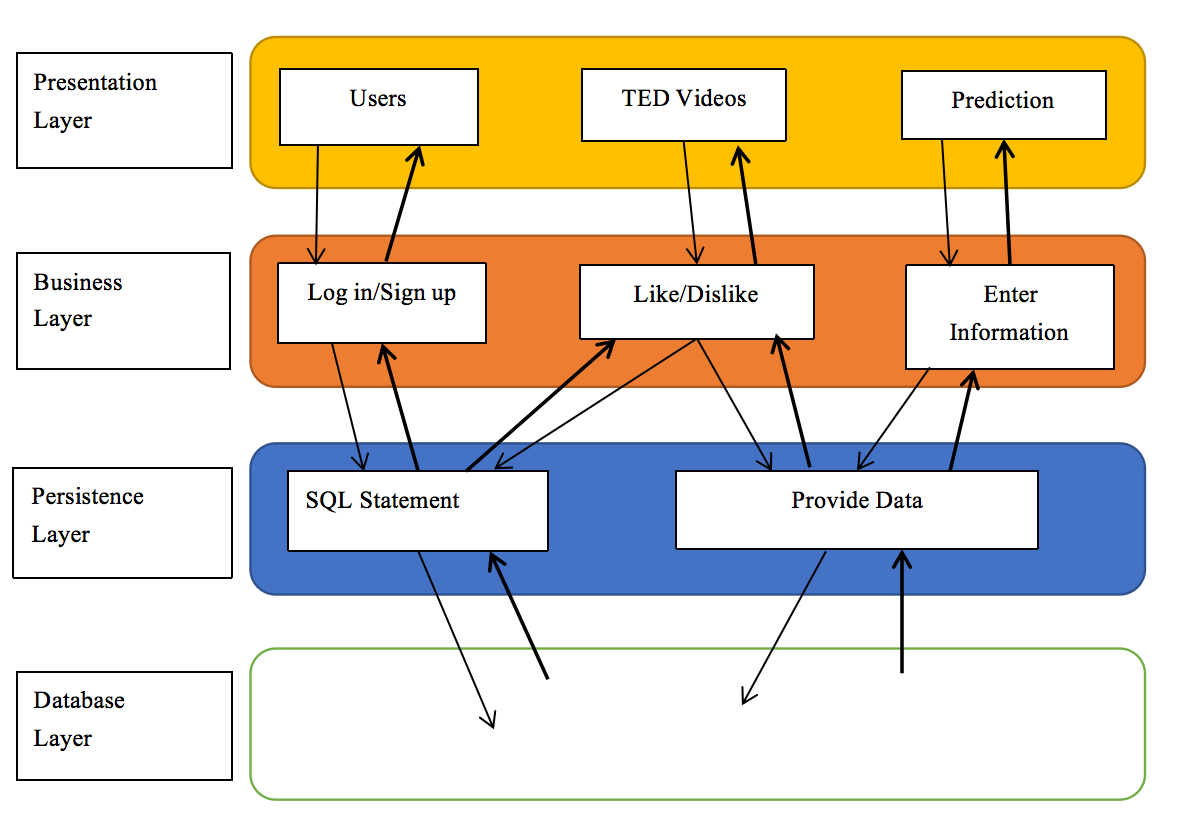 Presentation
Layer
Users
TED Videos
Prediction
Business
Layer
Log in/Sign up
Like/Dislike
Enter
Information
Persistence
Layer
SQL Statement
Provide Data
Database
Layer